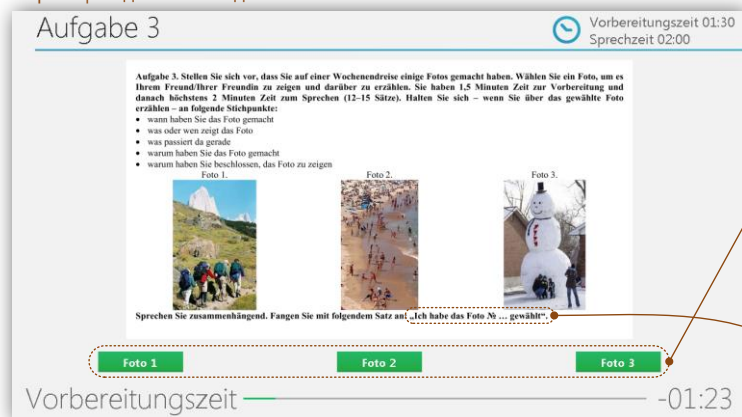 Aufgabe 3
Vorbereitungszeit 01:30
Sprechzeit 02:00
Aufgabe 3. Stellen Sie sich vor, dass Sie auf einer Wochenendreise einige Fotos gemacht haben. Wählen Sie ein Foto, um es
Ihrem Freund/Ihrer Freundin zu zeigen und darüber zu erzählen. Sie haben 1,5 Minuten Zeit zur Vorbereitung und
danach höchstens 2 Minuten Zeit zum Sprechen (12–15 Sätze). Halten Sie sich – wenn Sie über das gewählte Foto
erzählen – an folgende Stichpunkte:
• wann haben Sie das Foto gemacht
• was oder wen zeigt das Foto
• was passiert da gerade
• warum haben Sie das Foto gemacht
• warum haben Sie beschlossen, das Foto zu zeigen
Foto 1. Foto 2. Foto 3.
Sprechen Sie zusammenhängend. Fangen Sie mit folgendem Satz an: „Ich habe das Foto № ... gewählt“.
Foto 1 Foto 2 Foto 3
Vorbereitungszeit -01:23